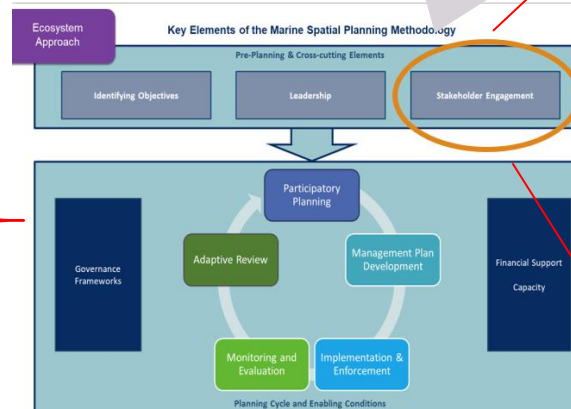 Ecosystem
Approach
Key Elements of the Marine Spatial Planning Methodology
Pre-Planning & Cross-cutting Elements
Identifying Objectives
Leadership
Stakeholder Engagement
Participatory
Planning
Adaptive Review
Management Plan
Development
Governance
Frameworks
Financial Support
Capacity
Monitoring and
Evaluation
Implementation &
Enforcement
Planning Cycle and Enabling Conditions